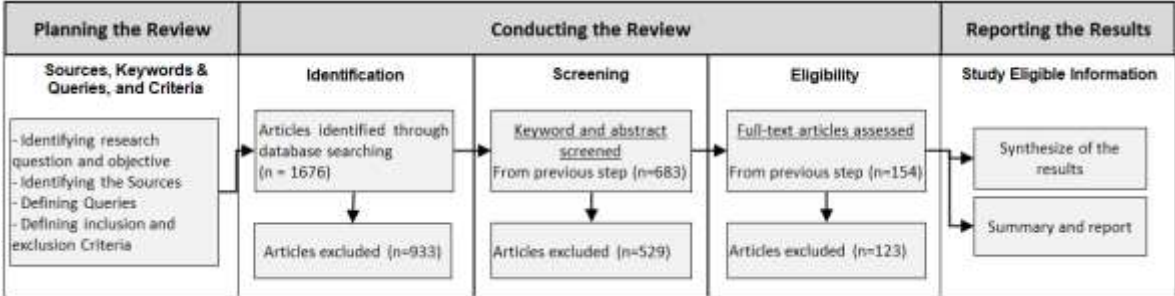 Planning the Review
Conducting the Review
Reporting the Results
Sources, Keywords &
Queries, and Criteria
Identification
Screening
Eligibility
Study Eligible Information
- Identifying research
question and objective
- Identifying the Sources
- Defining Queries
- Defining inclusion and
exclusion Criteria
Articles identified through
database searching
(n = 1676)
Articles excluded (n=933)
Keyword and abstract
screened
From previous step (n=683)
Articles excluded (n=529)
Full-text articles assessed
From previous step (n=154)
Articles excluded (n=123)
Synthesize of the
results
Summary and report